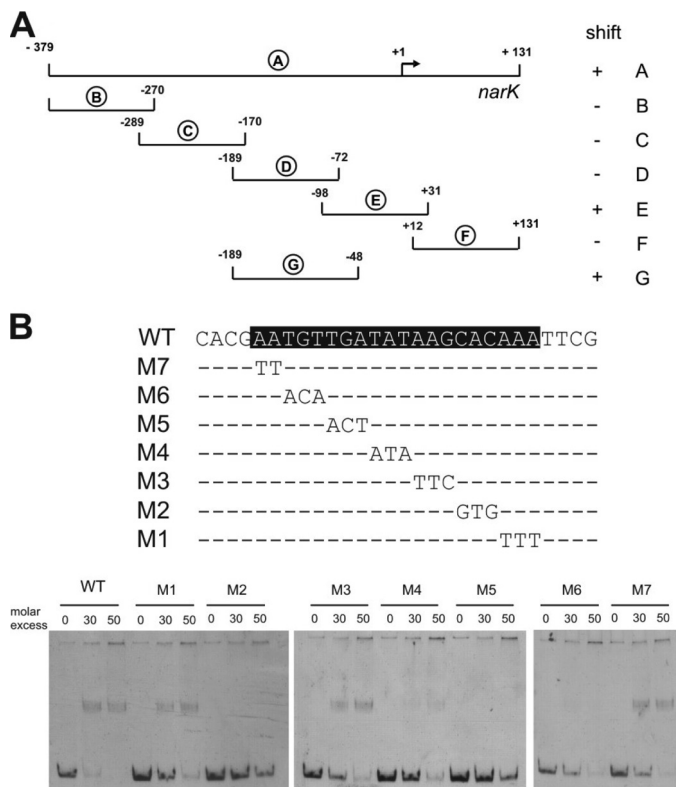 A
- 379
A
+1
+ 131
shift
narK
+ A
B
-270
- B
-289
C
-170
- C
-189
D
-72
- D
-98
E
+31
+ E
+12
F
+131
- F
-189
G
-48
+ G
B
WT CACGAATGTTGATATAAGCACAAATTCG
M7 ----TT----------------------
M6 ------ACA-------------------
M5 ---------ACT----------------
M4 ------------ATA-------------
M3 ---------------TTC----------
M2 ------------------GTG-------
M1 ---------------------TTT----
WT M1 M2 M3 M4 M5 M6 M7
molar excess
0 30 50 0 30 50 0 30 50 0 30 50 0 30 50 0 30 50 0 30 50 0 30 50